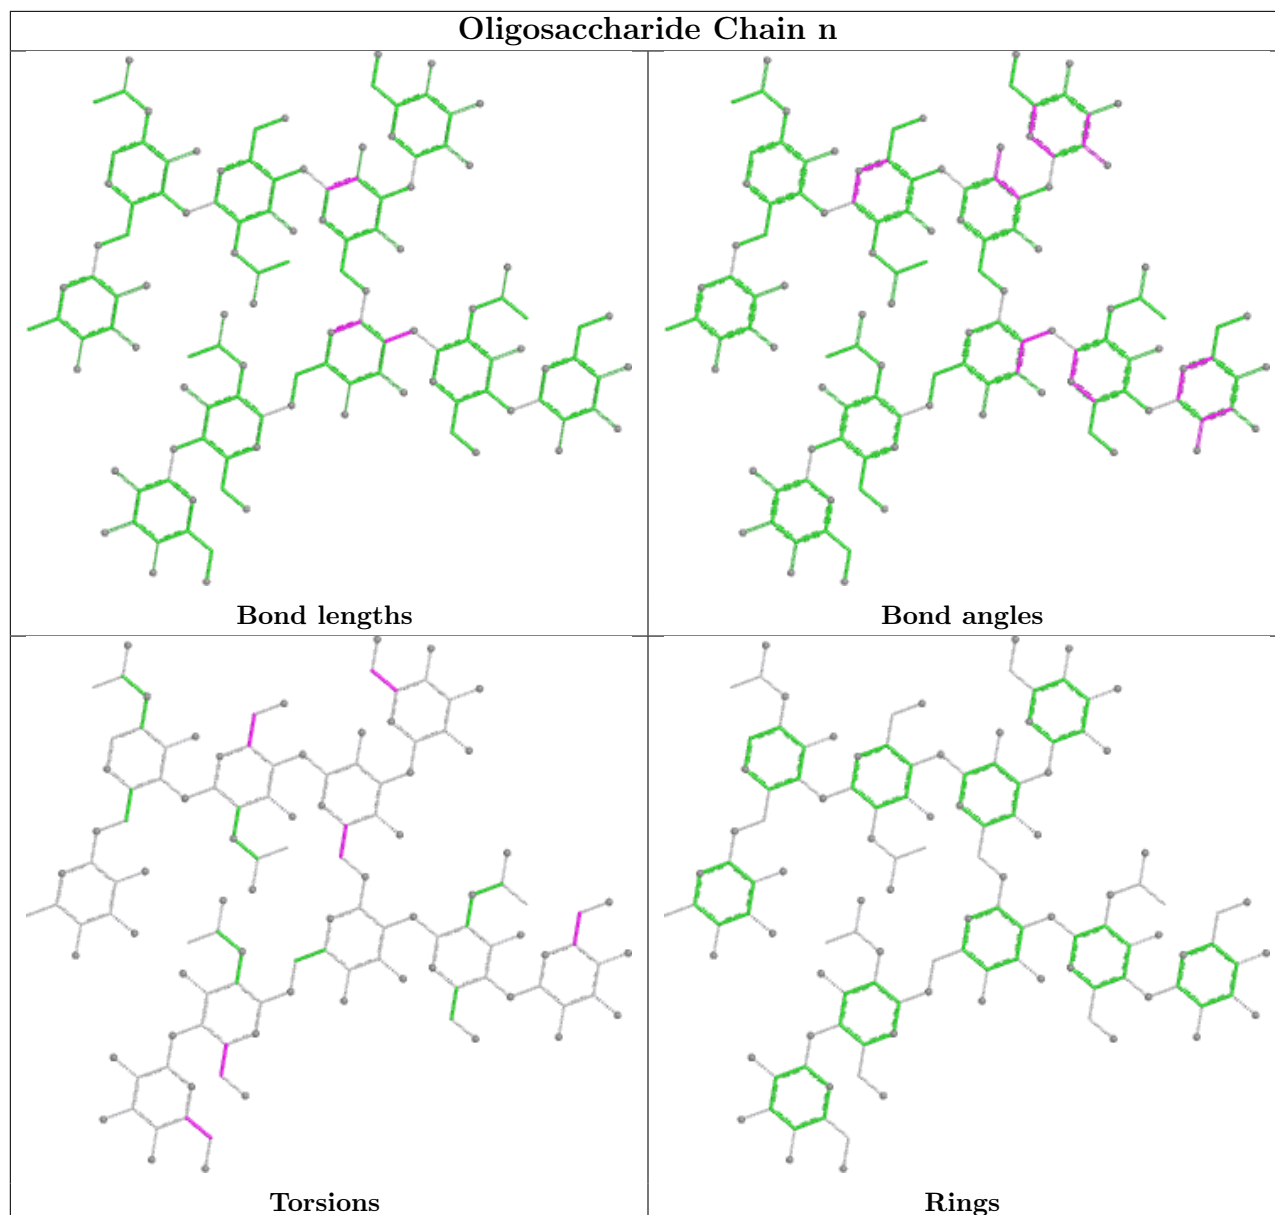 Oligosaccharide Chain n
Bond lengths
Bond angles
Torsions
Rings